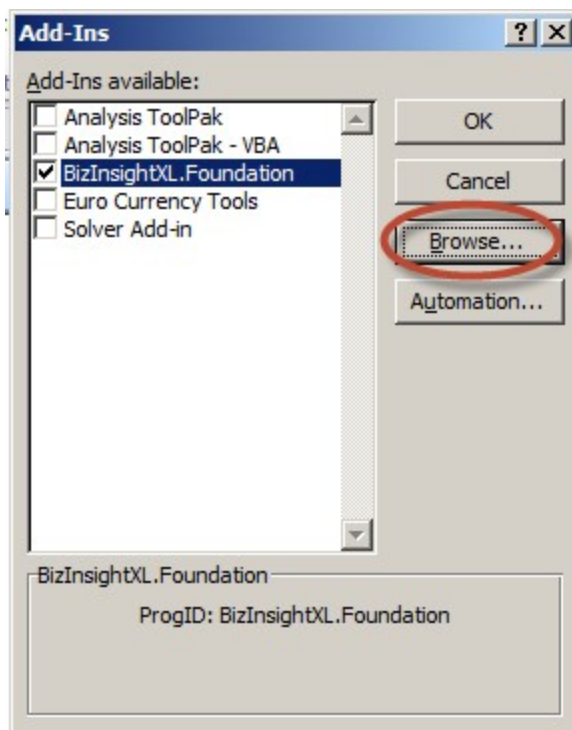 Add-Ins
Add-Ins available:
Analysis ToolPak
Analysis ToolPak - VBA
BizInsightXL.Foundation
Euro Currency Tools
Solver Add-in
OK
Cancel
Browse...
Automation...
BizInsightXL.Foundation
ProgID: BizInsightXL.Foundation